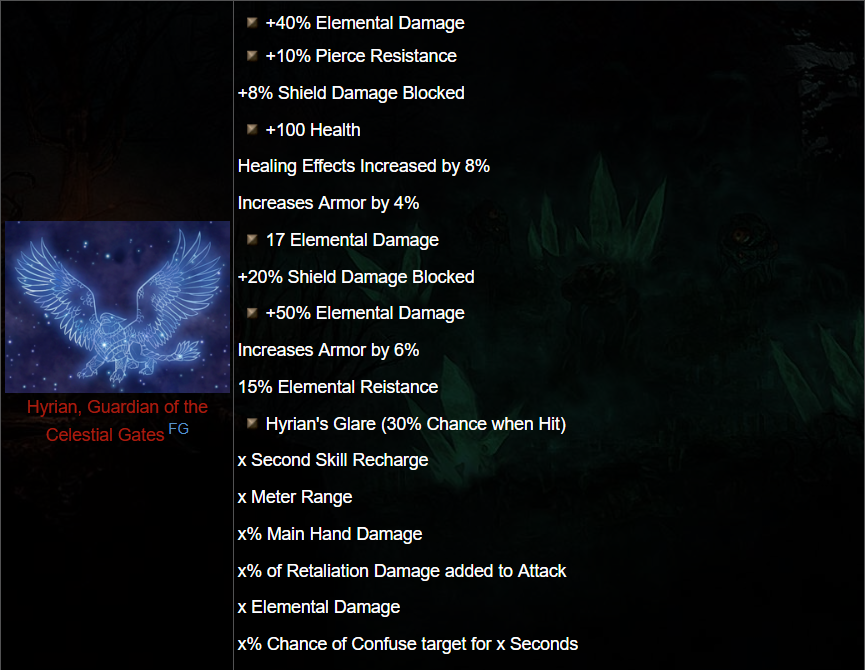 +40% Elemental Damage
+10% Pierce Resistance
+8% Shield Damage Blocked
+100 Health
Healing Effects Increased by 8%
Increases Armor by 4%
17 Elemental Damage
+20% Shield Damage Blocked
+50% Elemental Damage
Increases Armor by 6%
15% Elemental Reistance
Hyrian's Glare (30% Chance when Hit)
x Second Skill Recharge
x Meter Range
x% Main Hand Damage
x% of Retaliation Damage added to Attack
x Elemental Damage
x% Chance of Confuse target for x Seconds
Hyrian, Guardian of the
Celestial Gates FG